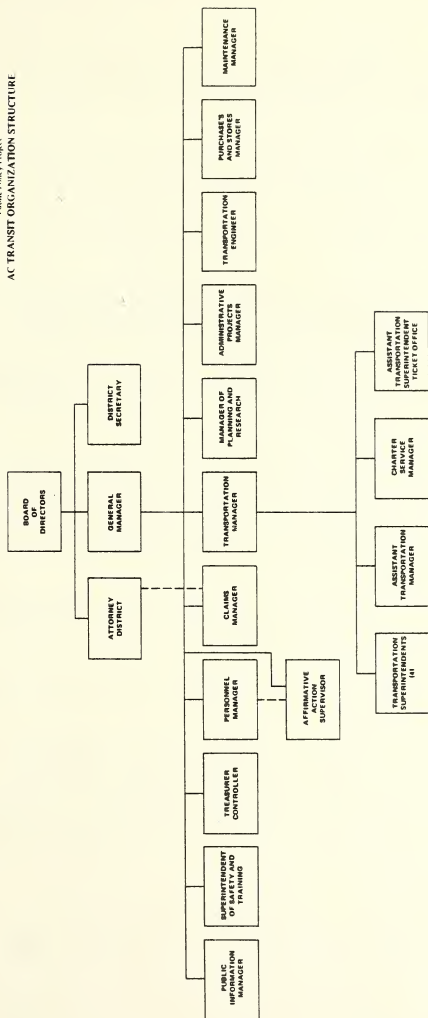 AC TRANSIT ORGANIZATION STRUCTURE
BOARD
OF
DIRECTORS
ATTORNEY
DISTRICT
GENERAL
MANAGER
DISTRICT
SECRETARY
PUBLIC
INFORMATION
MANAGER
SUPERINTENDENT
OF SAFETY AND
TRAINING
TREASURER
CONTROLLER
PERSONNEL
MANAGER
CLAIMS
MANAGER
TRANSPORTATION
MANAGER
MANAGER OF
PLANNING AND
RESEARCH
ADMINISTRATIVE
PROJECTS
MANAGER
TRANSPORTATION
ENGINEER
PURCHASE'S
AND STORES
MANAGER
MAINTENANCE
MANAGER
AFFIRMATIVE
ACTION
SUPERVISOR
TRANSPORTATION
SUPERINTENDENTS
(4)
ASSISTANT
TRANSPORTATION
MANAGER
CHARTER
SERVICE
MANAGER
ASSISTANT
TRANSPORTATION
SUPERINTENDENT
TICKET OFFICE